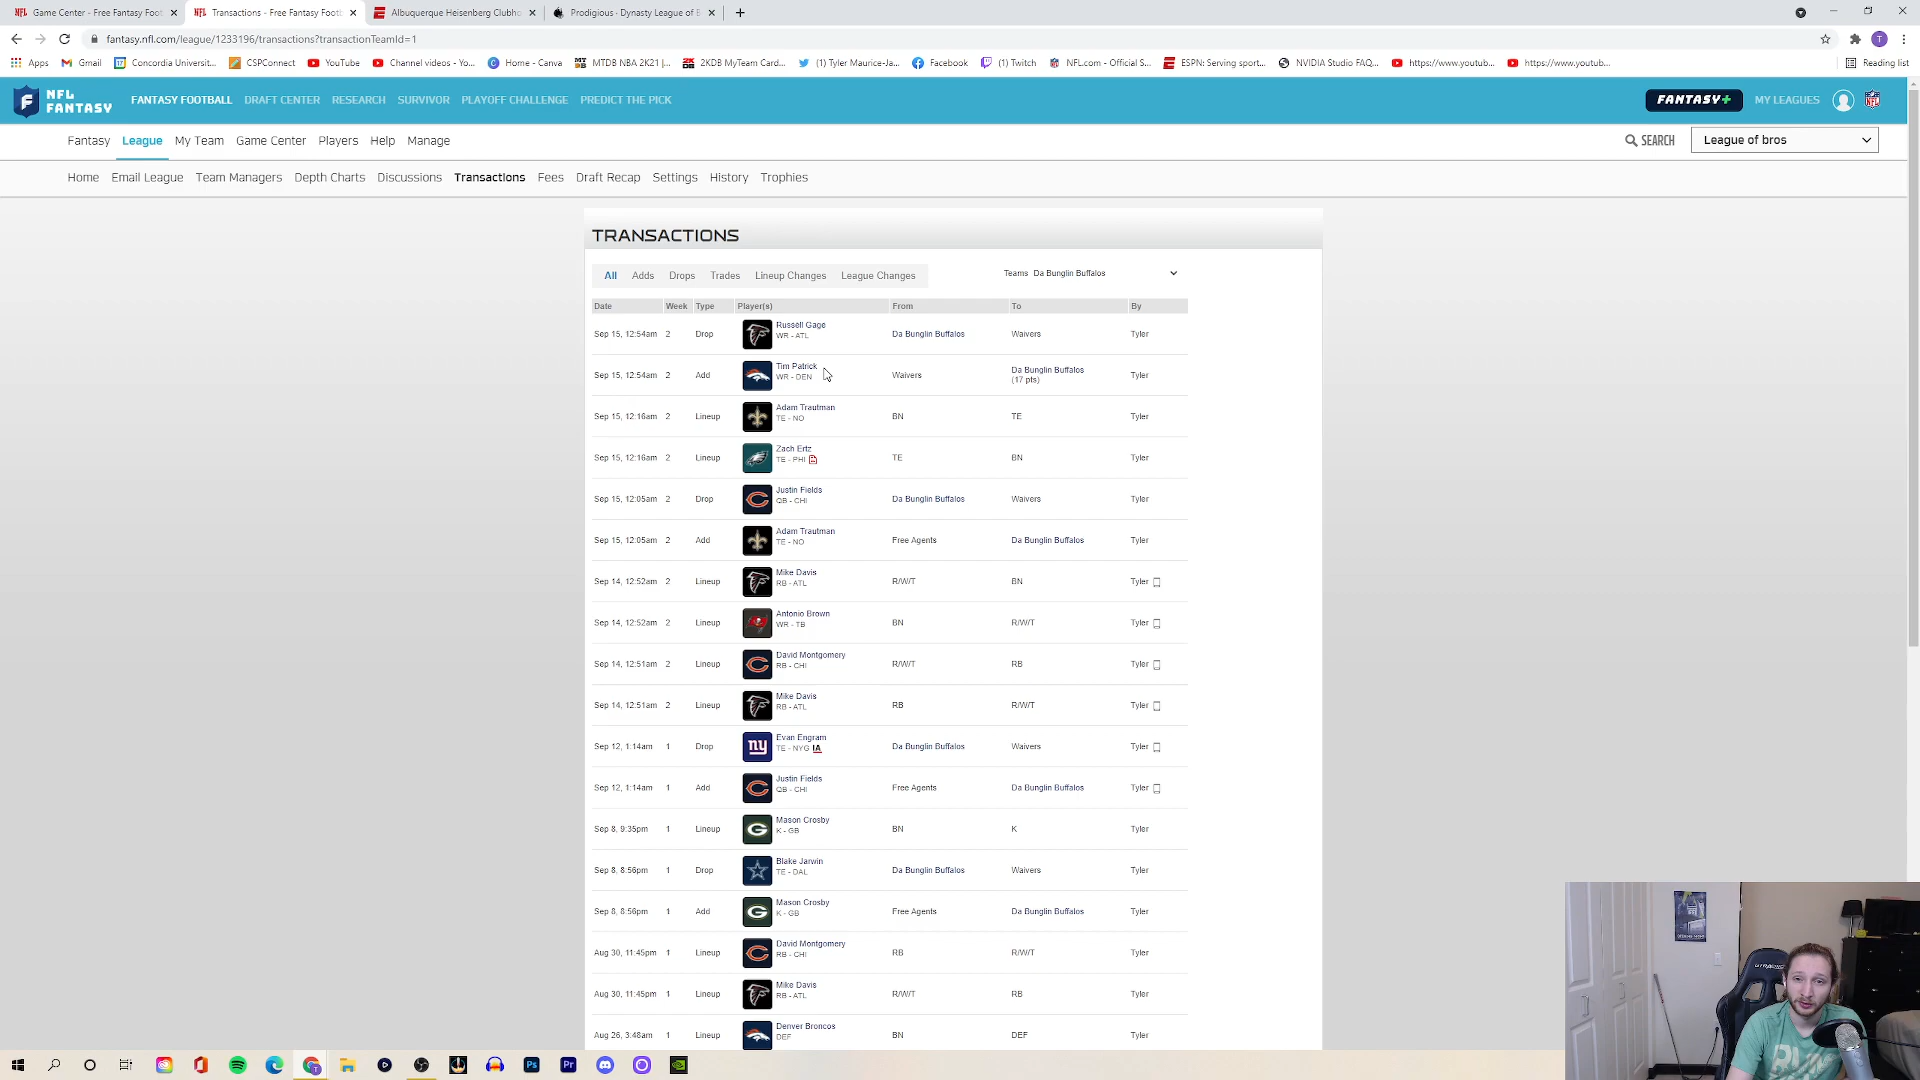 Game Center - Free Fantasy Foot
Transactions - Free Fantasy Footb
Albuquerque Heisenberg Clubho
Prodigious - Dynasty League of B
fantasy.nfl.com/league/1233196/transactions?transactionTeamId=1
T
Apps
Gmail
Concordia Universit...
CSPConnect
YouTube
Channel videos - Yo...
Home - Canva
MTDB NBA 2K21 |...
2KDB MyTeam Card...
(1) Tyler Maurice-Ja...
Facebook
(1) Twitch
NFL.com - Official S...
ESPN: Serving sport...
NVIDIA Studio FAQ...
https://www.youtub...
https://www.youtub...
Reading list
NFL FANTASY
FANTASY FOOTBALL
DRAFT CENTER
RESEARCH
SURVIVOR
PLAYOFF CHALLENGE
PREDICT THE PICK
FANTASY+
MY LEAGUES
Fantasy
League
My Team
Game Center
Players
Help
Manage
SEARCH
League of bros
Home
Email League
Team Managers
Depth Charts
Discussions
Transactions
Fees
Draft Recap
Settings
History
Trophies
TRANSACTIONS
All Adds Drops Trades Lineup Changes League Changes
Teams Da Bunglin Buffalos
Date Week Type Player(s) From To By
Sep 15, 12:54am 2 Drop Russell Gage WR - ATL Da Bunglin Buffalos Waivers Tyler
Sep 15, 12:54am 2 Add Tim Patrick WR - DEN Waivers Da Bunglin Buffalos (17 pts) Tyler
Sep 15, 12:16am 2 Lineup Adam Trautman TE - NO BN TE Tyler
Sep 15, 12:16am 2 Lineup Zach Ertz TE - PHI TE BN Tyler
Sep 15, 12:05am 2 Drop Justin Fields QB - CHI Da Bunglin Buffalos Waivers Tyler
Sep 15, 12:05am 2 Add Adam Trautman TE - NO Free Agents Da Bunglin Buffalos Tyler
Sep 14, 12:52am 2 Lineup Mike Davis RB - ATL R/W/T BN Tyler
Sep 14, 12:52am 2 Lineup Antonio Brown WR - TB BN R/W/T Tyler
Sep 14, 12:51am 2 Lineup David Montgomery RB - CHI R/W/T RB Tyler
Sep 14, 12:51am 2 Lineup Mike Davis RB - ATL RB R/W/T Tyler
Sep 12, 1:14am 1 Drop Evan Engram TE - NYG IA Da Bunglin Buffalos Waivers Tyler
Sep 12, 1:14am 1 Add Justin Fields QB - CHI Free Agents Da Bunglin Buffalos Tyler
Sep 8, 9:35pm 1 Lineup Mason Crosby K - GB BN K Tyler
Sep 8, 8:56pm 1 Drop Blake Jarwin TE - DAL Da Bunglin Buffalos Waivers Tyler
Sep 8, 8:56pm 1 Add Mason Crosby K - GB Free Agents Da Bunglin Buffalos Tyler
Aug 30, 11:45pm 1 Lineup David Montgomery RB - CHI RB R/W/T Tyler
Aug 30, 11:45pm 1 Lineup Mike Davis RB - ATL R/W/T RB Tyler
Aug 26, 3:48am 1 Lineup Denver Broncos DEF BN DEF Tyler